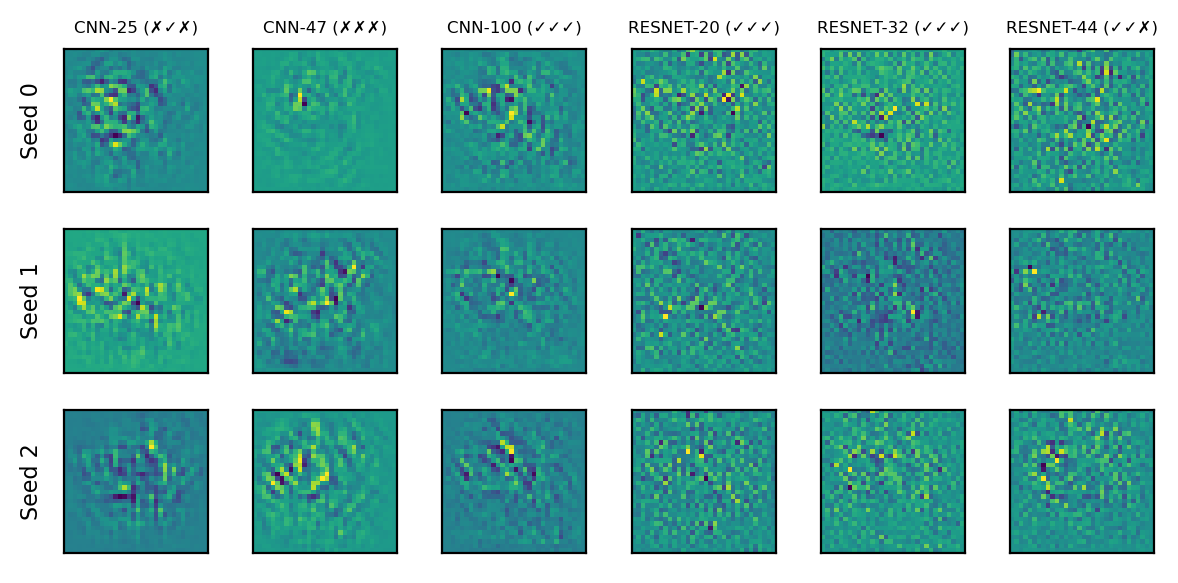 CNN-25 (✗✓✗) CNN-47 (✗✗✗) CNN-100 (✓✓✓) RESNET-20 (✓✓✓) RESNET-32 (✓✓✓) RESNET-44 (✓✓✗)
Seed 0
Seed 1
Seed 2